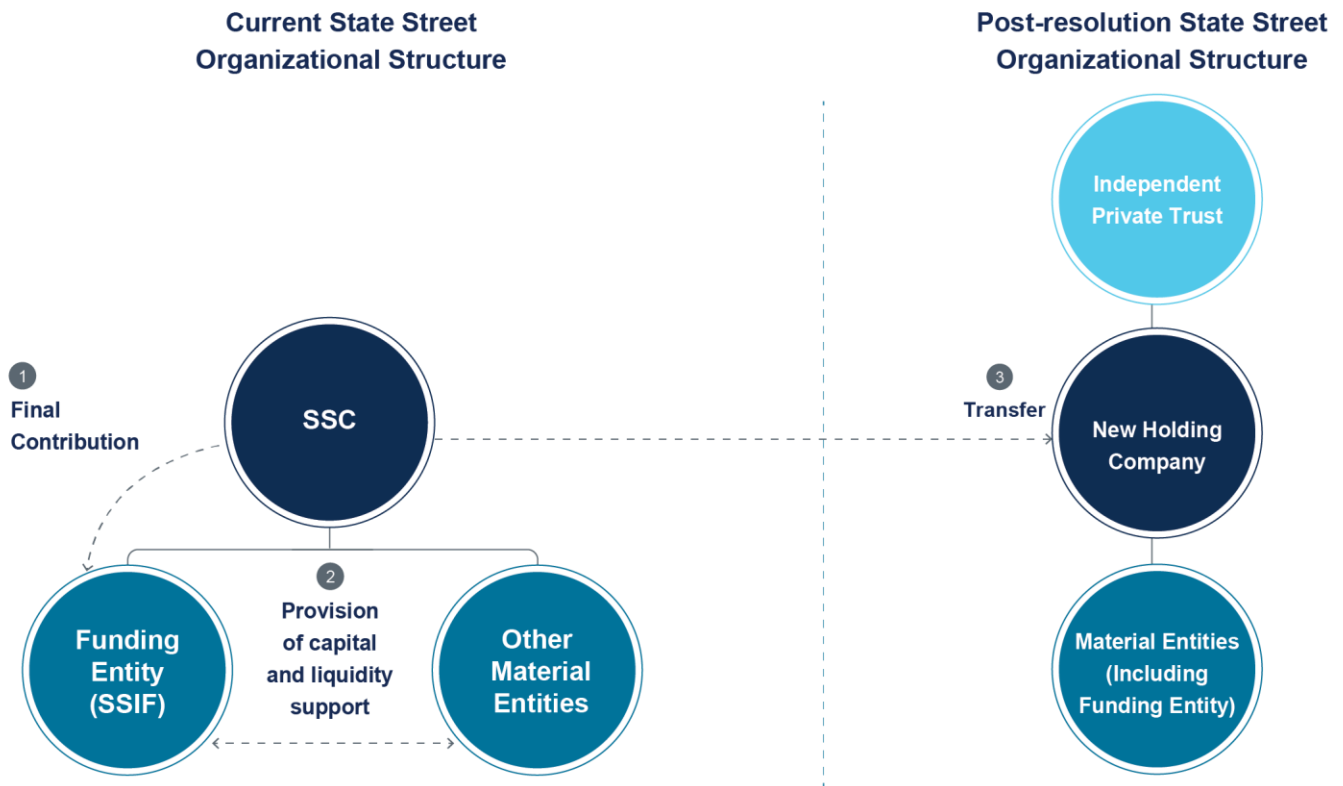 Current State Street
Organizational Structure
Post-resolution State Street
Organizational Structure
Independent
Private Trust
1
Final
Contribution
SSC
3
Transfer
New Holding
Company
2
Provision
of capital
and liquidity
support
Funding
Entity
(SSIF)
Other
Material
Entities
Material Entities
(Including
Funding Entity)